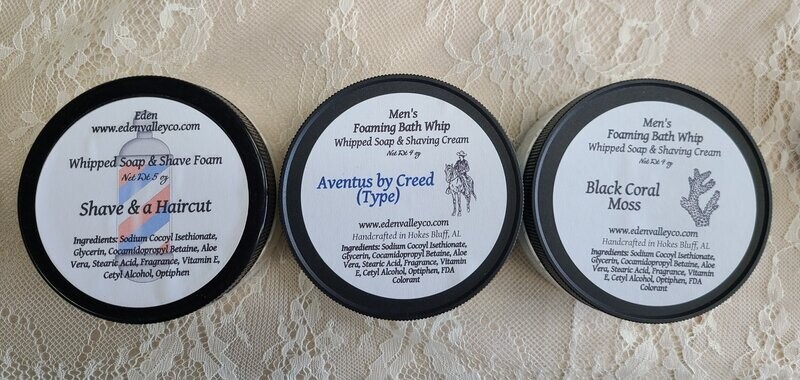 Eden
www.edenvalleyco.com
Whipped Soap & Shave Foam
Net Wt 5 oz
Shave & a Haircut
Ingredients: Sodium Cocoyl Isethionate,
Glycerin, Cocamidopropyl Betaine, Aloe
Vera, Stearic Acid, Fragrance, Vitamin E,
Cetyl Alcohol, Optiphen
Men's
Foaming Bath Whip
Whipped Soap & Shaving Cream
Net Wt 4 oz
Aventus by Creed
(Type)
www.edenvalleyco.com
Handcrafted in Hokes Bluff, AL
Ingredients: Sodium Cocoyl Isethionate,
Glycerin, Cocamidopropyl Betaine, Aloe
Vera, Stearic Acid, Fragrance, Vitamin
E, Cetyl Alcohol, Optiphen, FDA
Colorant
Men's
Foaming Bath Whip
Whipped Soap & Shaving Cream
Net Wt 4 oz
Black Coral
Moss
www.edenvalleyco.com
Handcrafted in Hokes Bluff, AL
Ingredients: Sodium Cocoyl Isethionate,
Glycerin, Cocamidopropyl Betaine, Aloe
Vera, Stearic Acid, Fragrance, Vitamin
E, Cetyl Alcohol, Optiphen, FDA
Colorant